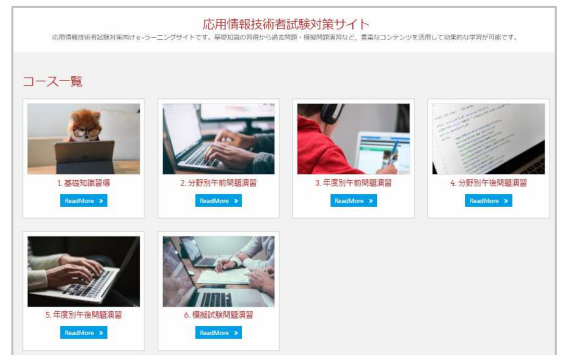 応用情報技術者試験対策サイト
応用情報技術者試験対策向けe-ラーニングサイトです。基礎知識の習得から過去問題・模擬問題演習など、豊富なコンテンツを活用して効果的な学習が可能です。
コース一覧
1. 基礎知識習得
ReadMore »
2. 分野別午前問題演習
ReadMore »
3. 年度別午前問題演習
ReadMore »
4. 分野別午後問題演習
ReadMore »
5. 年度別午後問題演習
ReadMore »
6. 模擬試験問題演習
ReadMore »